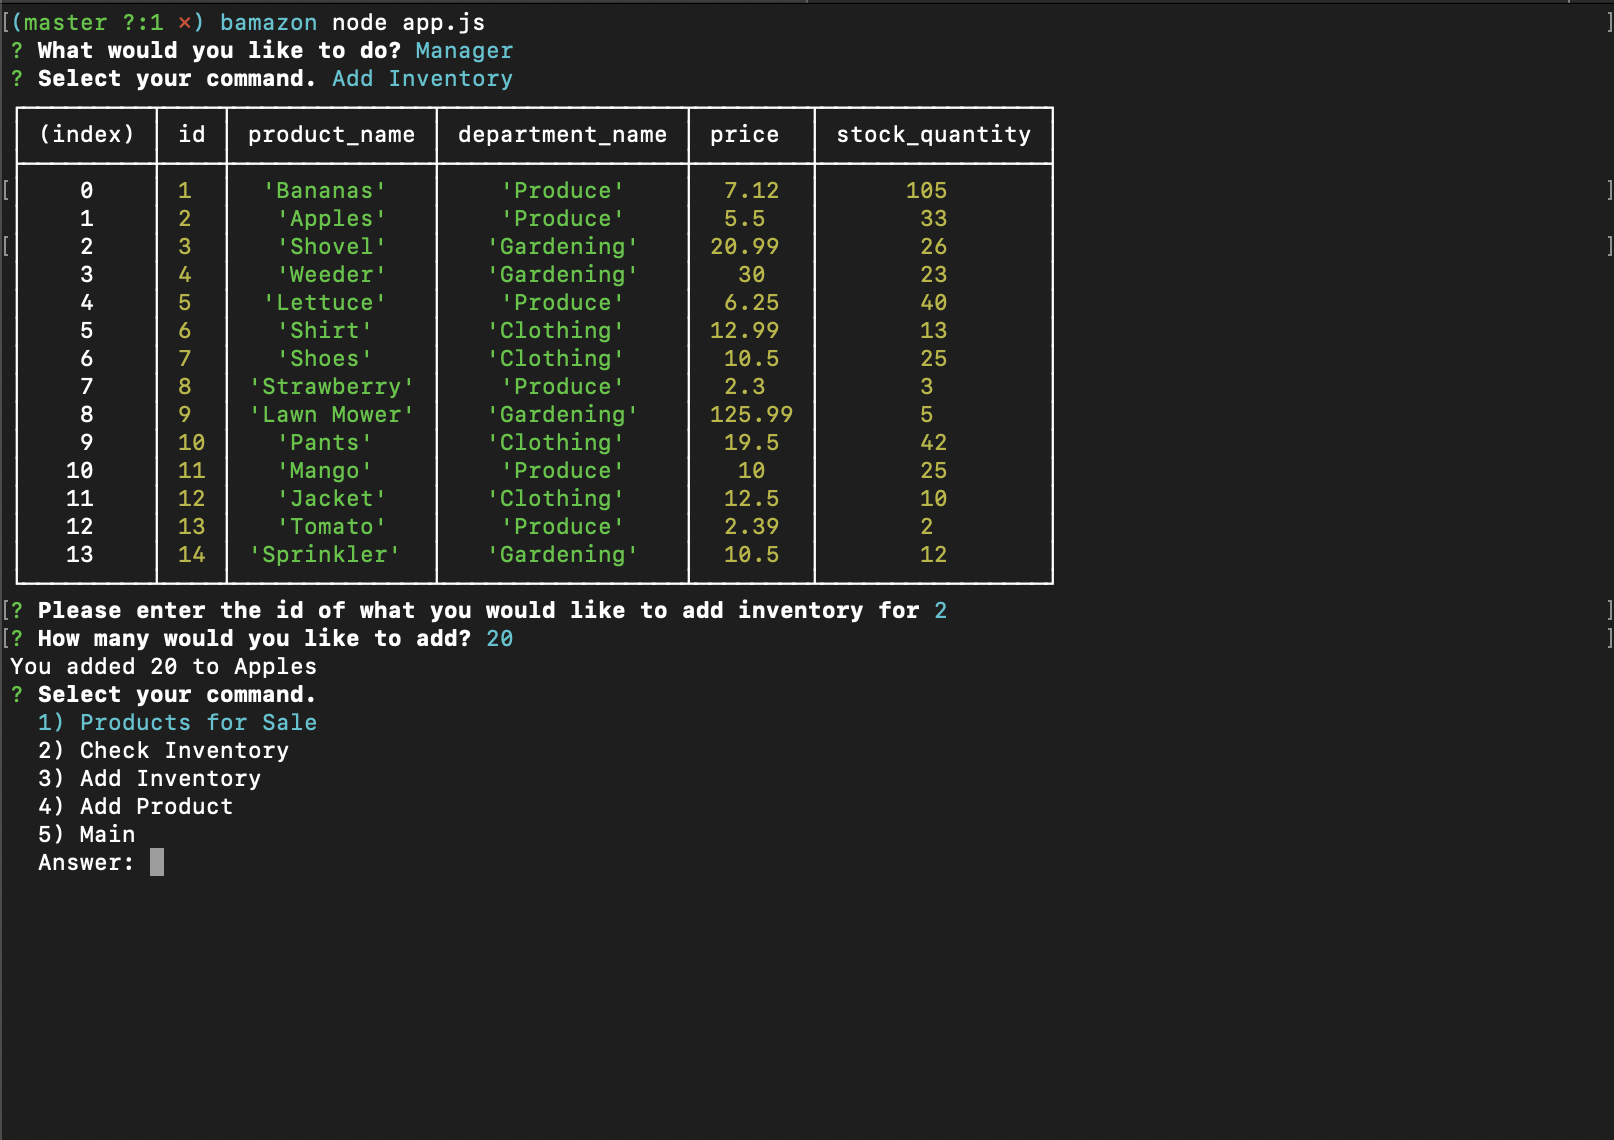 [(master ?:1 ×) bamazon node app.js ]
? What would you like to do? Manager
? Select your command. Add Inventory
(index) id product_name department_name price stock_quantity
[ 0 1 'Bananas' 'Produce' 7.12 105 ]
1 2 'Apples' 'Produce' 5.5 33
[ 2 3 'Shovel' 'Gardening' 20.99 26 ]
3 4 'Weeder' 'Gardening' 30 23
4 5 'Lettuce' 'Produce' 6.25 40
5 6 'Shirt' 'Clothing' 12.99 13
6 7 'Shoes' 'Clothing' 10.5 25
7 8 'Strawberry' 'Produce' 2.3 3
8 9 'Lawn Mower' 'Gardening' 125.99 5
9 10 'Pants' 'Clothing' 19.5 42
10 11 'Mango' 'Produce' 10 25
11 12 'Jacket' 'Clothing' 12.5 10
12 13 'Tomato' 'Produce' 2.39 2
13 14 'Sprinkler' 'Gardening' 10.5 12
[? Please enter the id of what you would like to add inventory for 2 ]
[? How many would you like to add? 20 ]
You added 20 to Apples
? Select your command.
1) Products for Sale
2) Check Inventory
3) Add Inventory
4) Add Product
5) Main
Answer: